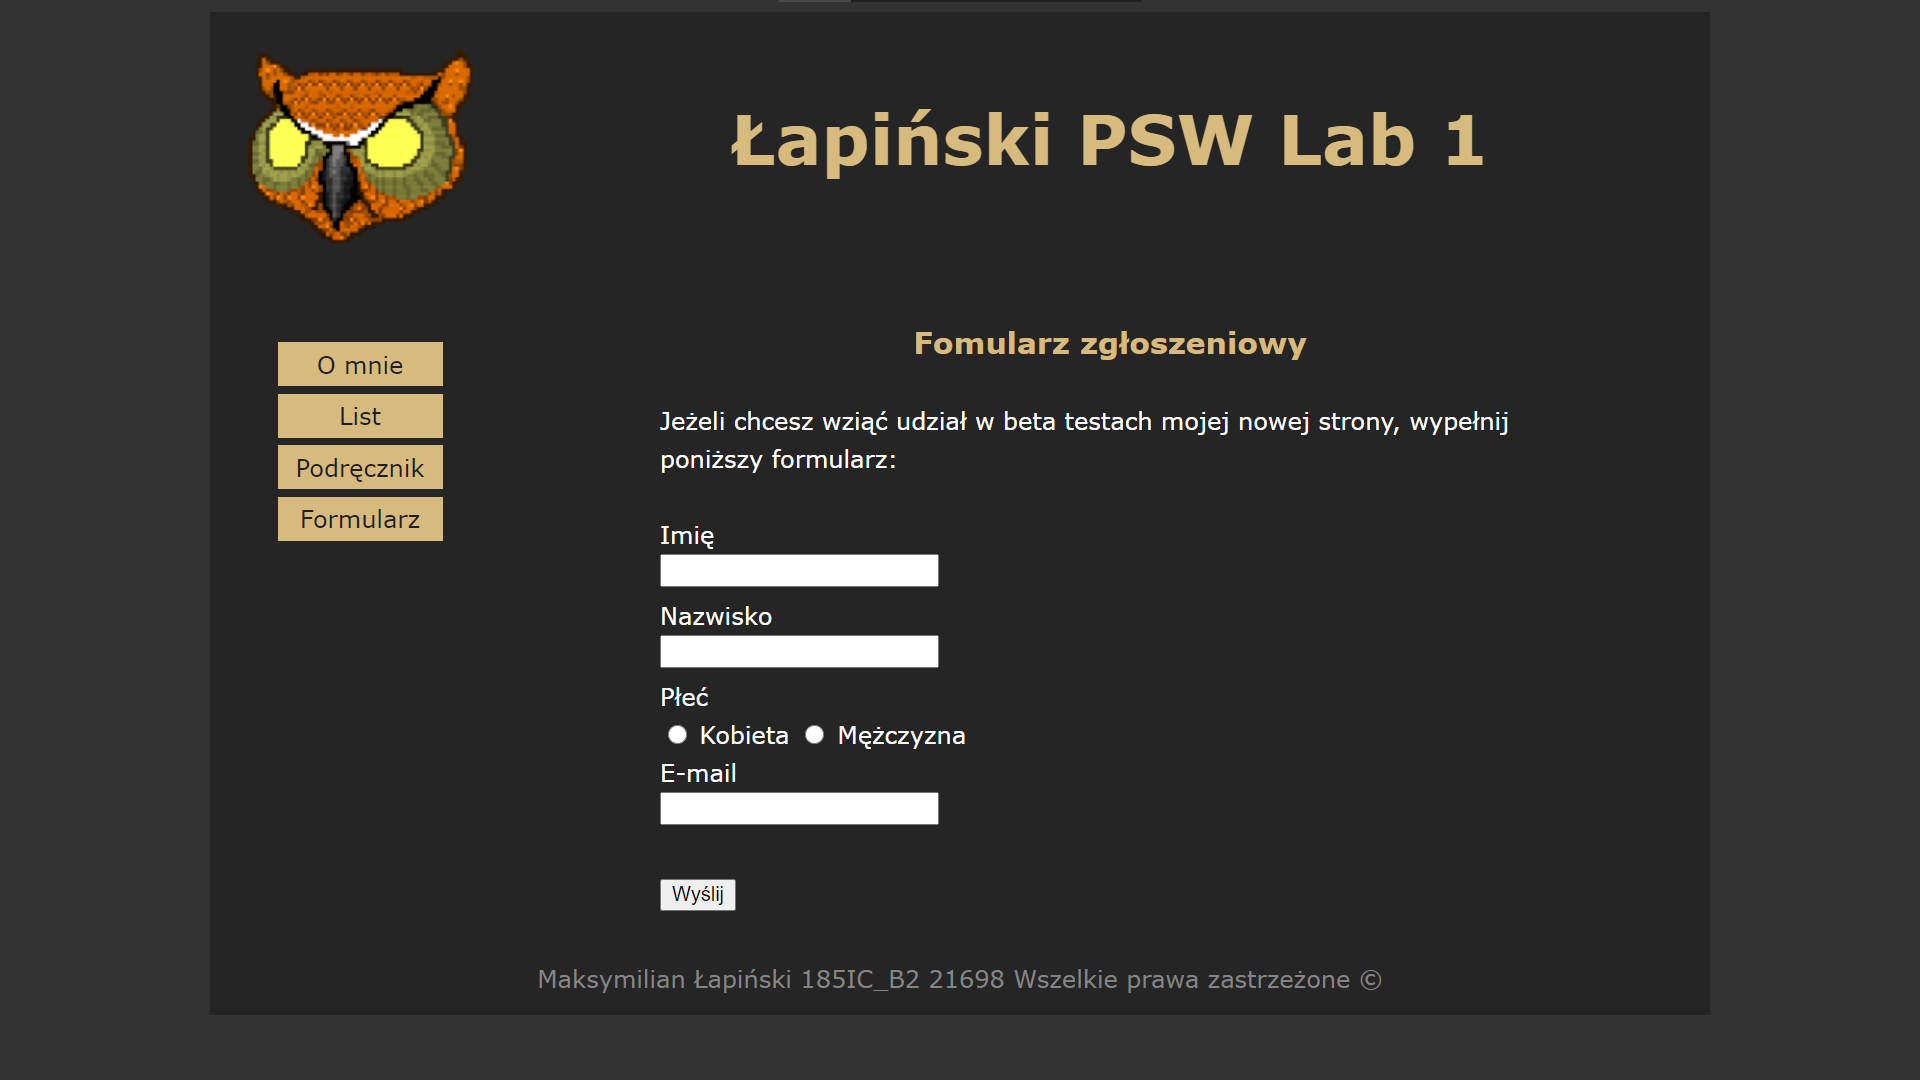 Łapiński PSW Lab 1
O mnie
List
Podręcznik
Formularz
Fomularz zgłoszeniowy
Jeżeli chcesz wziąć udział w beta testach mojej nowej strony, wypełnij
poniższy formularz:
Imię
Nazwisko
Płeć
Kobieta Mężczyzna
E-mail
Wyślij
Maksymilian Łapiński 185IC_B2 21698 Wszelkie prawa zastrzeżone ©